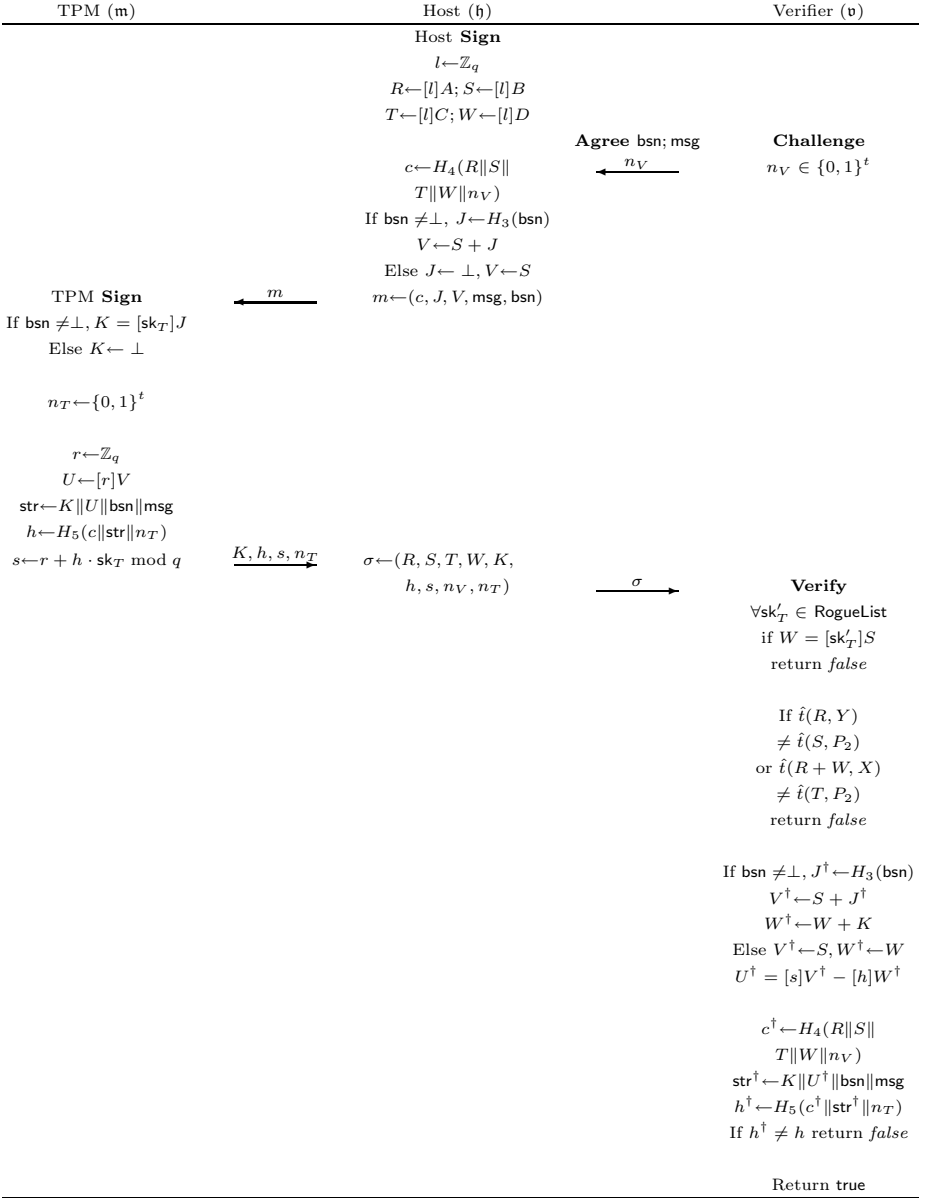 TPM (𝔪) Host (𝔥) Verifier (𝔳)
Host Sign
l←ℤ_q
R←[l]A; S←[l]B
T←[l]C; W←[l]D
Agree bsn; msg Challenge
c←H_4(R‖S‖ n_V n_V ∈ {0, 1}^t
T‖W‖n_V)
If bsn ≠⊥, J←H_3(bsn)
V←S + J
Else J← ⊥, V←S
TPM Sign m m←(c, J, V, msg, bsn)
If bsn ≠⊥, K = [sk_T]J
Else K← ⊥
n_T←{0, 1}^t
r←ℤ_q
U←[r]V
str←K‖U‖bsn‖msg
h←H_5(c‖str‖n_T)
s←r + h · sk_T mod q K, h, s, n_T σ←(R, S, T, W, K,
h, s, n_V, n_T) σ Verify
∀sk′_T ∈ RogueList
if W = [sk′_T]S
return false
If t̂(R, Y)
≠ t̂(S, P_2)
or t̂(R + W, X)
≠ t̂(T, P_2)
return false
If bsn ≠⊥, J^†←H_3(bsn)
V^†←S + J^†
W^†←W + K
Else V^†←S, W^†←W
U^† = [s]V^† − [h]W^†
c^†←H_4(R‖S‖
T‖W‖n_V)
str^†←K‖U^†‖bsn‖msg
h^†←H_5(c^†‖str^†‖n_T)
If h^† ≠ h return false
Return true